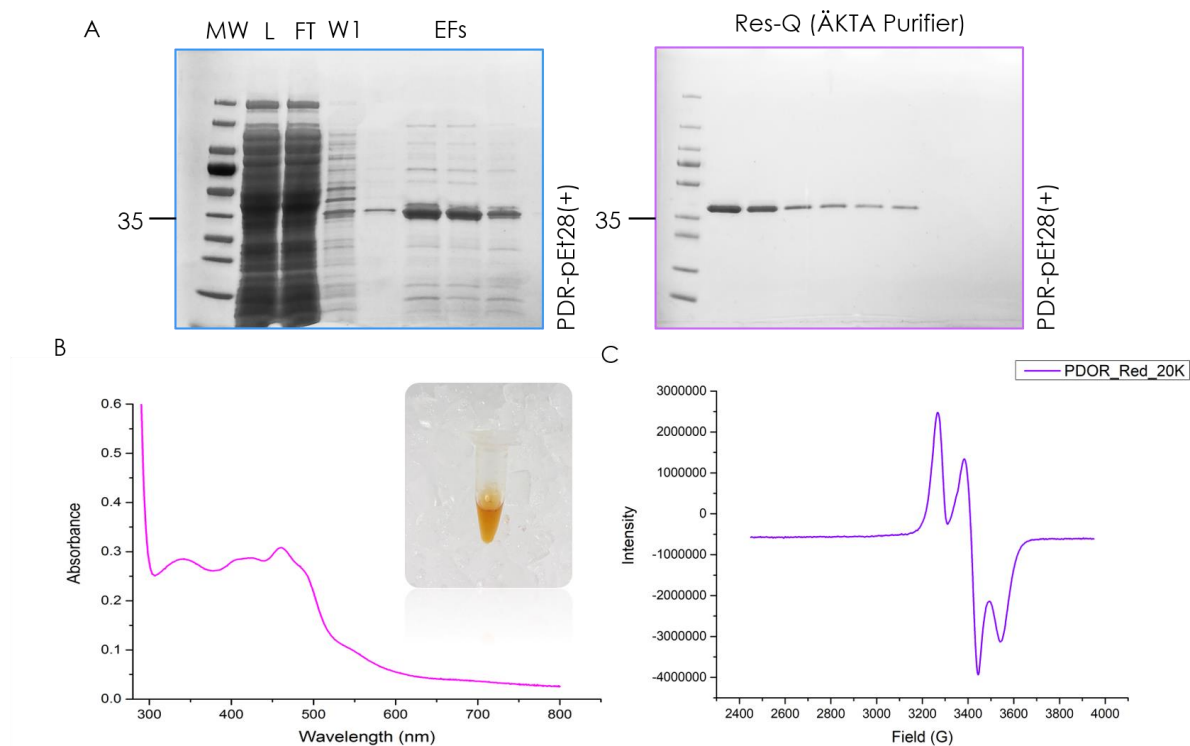 A
MW L FT W1 EFs
35
PDR-pEt28(+)
Res-Q (ÄKTA Purifier)
35
PDR-pEt28(+)
B
0.6
0.5
0.4
0.3
0.2
0.1
0.0
Absorbance
300 400 500 600 700 800
Wavelength (nm)
C
PDOR_Red_20K
3000000
2000000
1000000
0
-1000000
-2000000
-3000000
-4000000
Intensity
2400 2600 2800 3000 3200 3400 3600 3800 4000
Field (G)